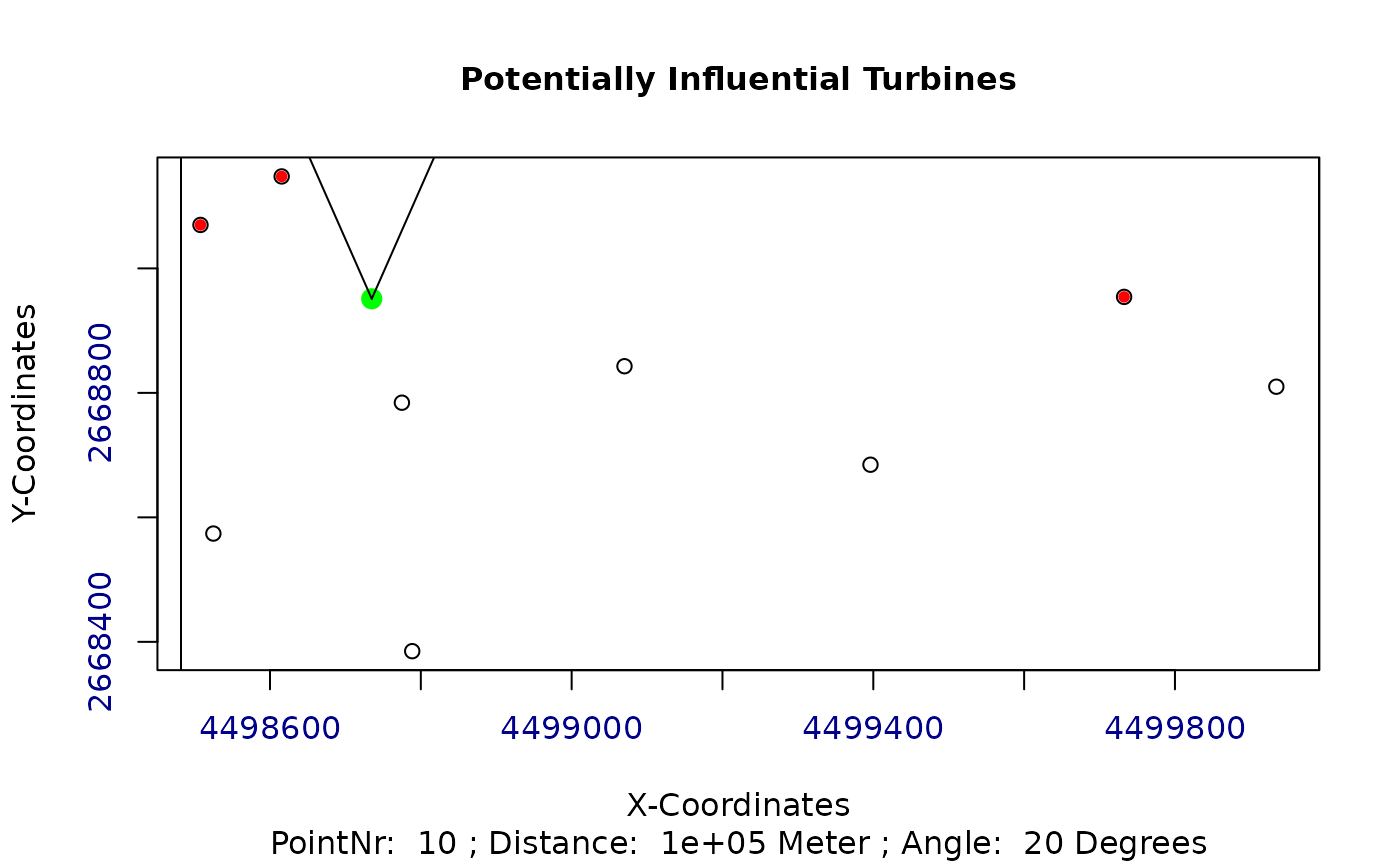 Potentially Influential Turbines
Y-Coordinates
2668800
2668400
4498600 4499000 4499400 4499800
X-Coordinates
PointNr:  10 ; Distance:  1e+05 Meter ; Angle:  20 Degrees